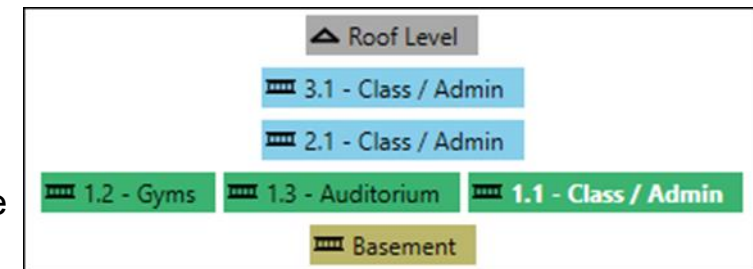 Roof Level
3.1 - Class / Admin
2.1 - Class / Admin
e 1.2 - Gyms 1.3 - Auditorium 1.1 - Class / Admin
Basement